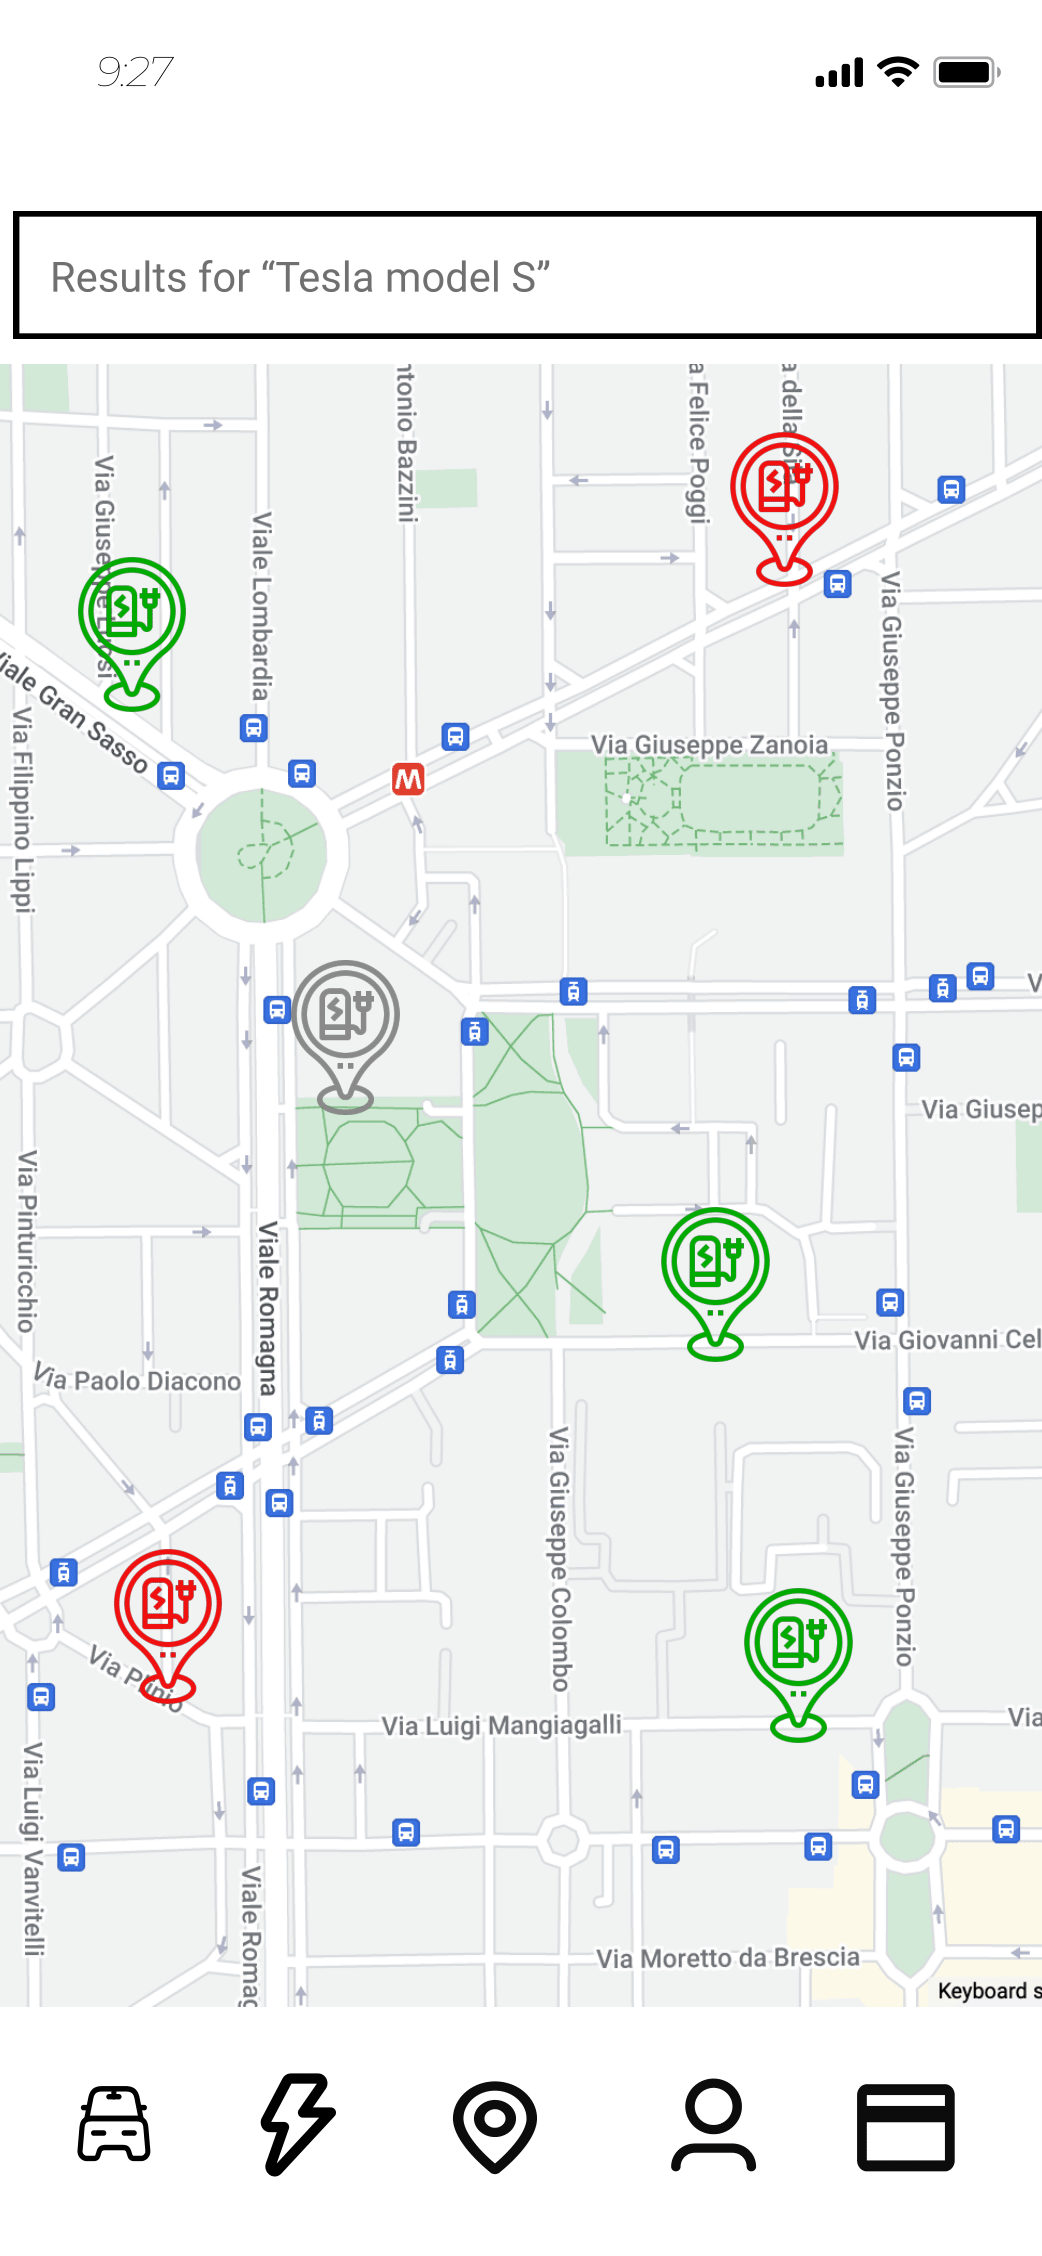 9:27
Results for “Tesla model S”
ntonio Bazzini
a Felice Poggi
a della Sila
Via Giuseppe Luosi
Viale Lombardia
Via Giuseppe Ponzio
Viale Gran Sasso
Via Filippino Lippi
Via Giuseppe Zanoia
M
V
Via Giusep
Via Pinturicchio
Viale Romagna
Via Giovanni Cel
Via Paolo Diacono
Via Giuseppe Colombo
Via Giuseppe Ponzio
Via Plinio
Via Luigi Mangiagalli
Via
Via Luigi Vanvitelli
Viale Romag
Via Moretto da Brescia
Keyboard s